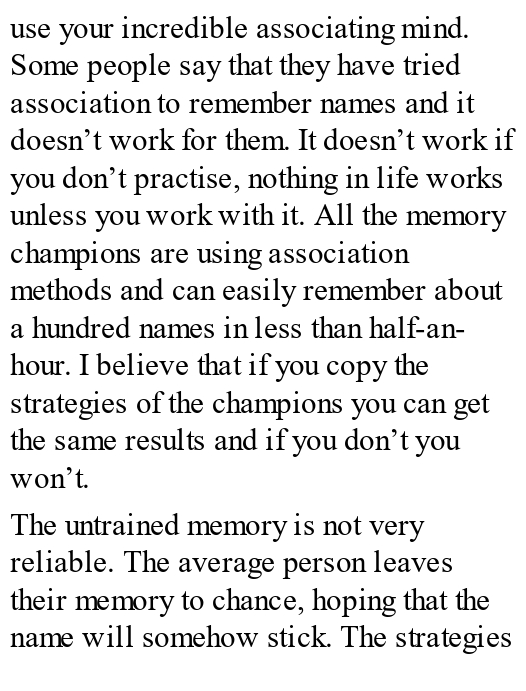 use your incredible associating mind.
Some people say that they have tried
association to remember names and it
doesn’t work for them. It doesn’t work if
you don’t practise, nothing in life works
unless you work with it. All the memory
champions are using association
methods and can easily remember about
a hundred names in less than half-an-
hour. I believe that if you copy the
strategies of the champions you can get
the same results and if you don’t you
won’t.
The untrained memory is not very
reliable. The average person leaves
their memory to chance, hoping that the
name will somehow stick. The strategies